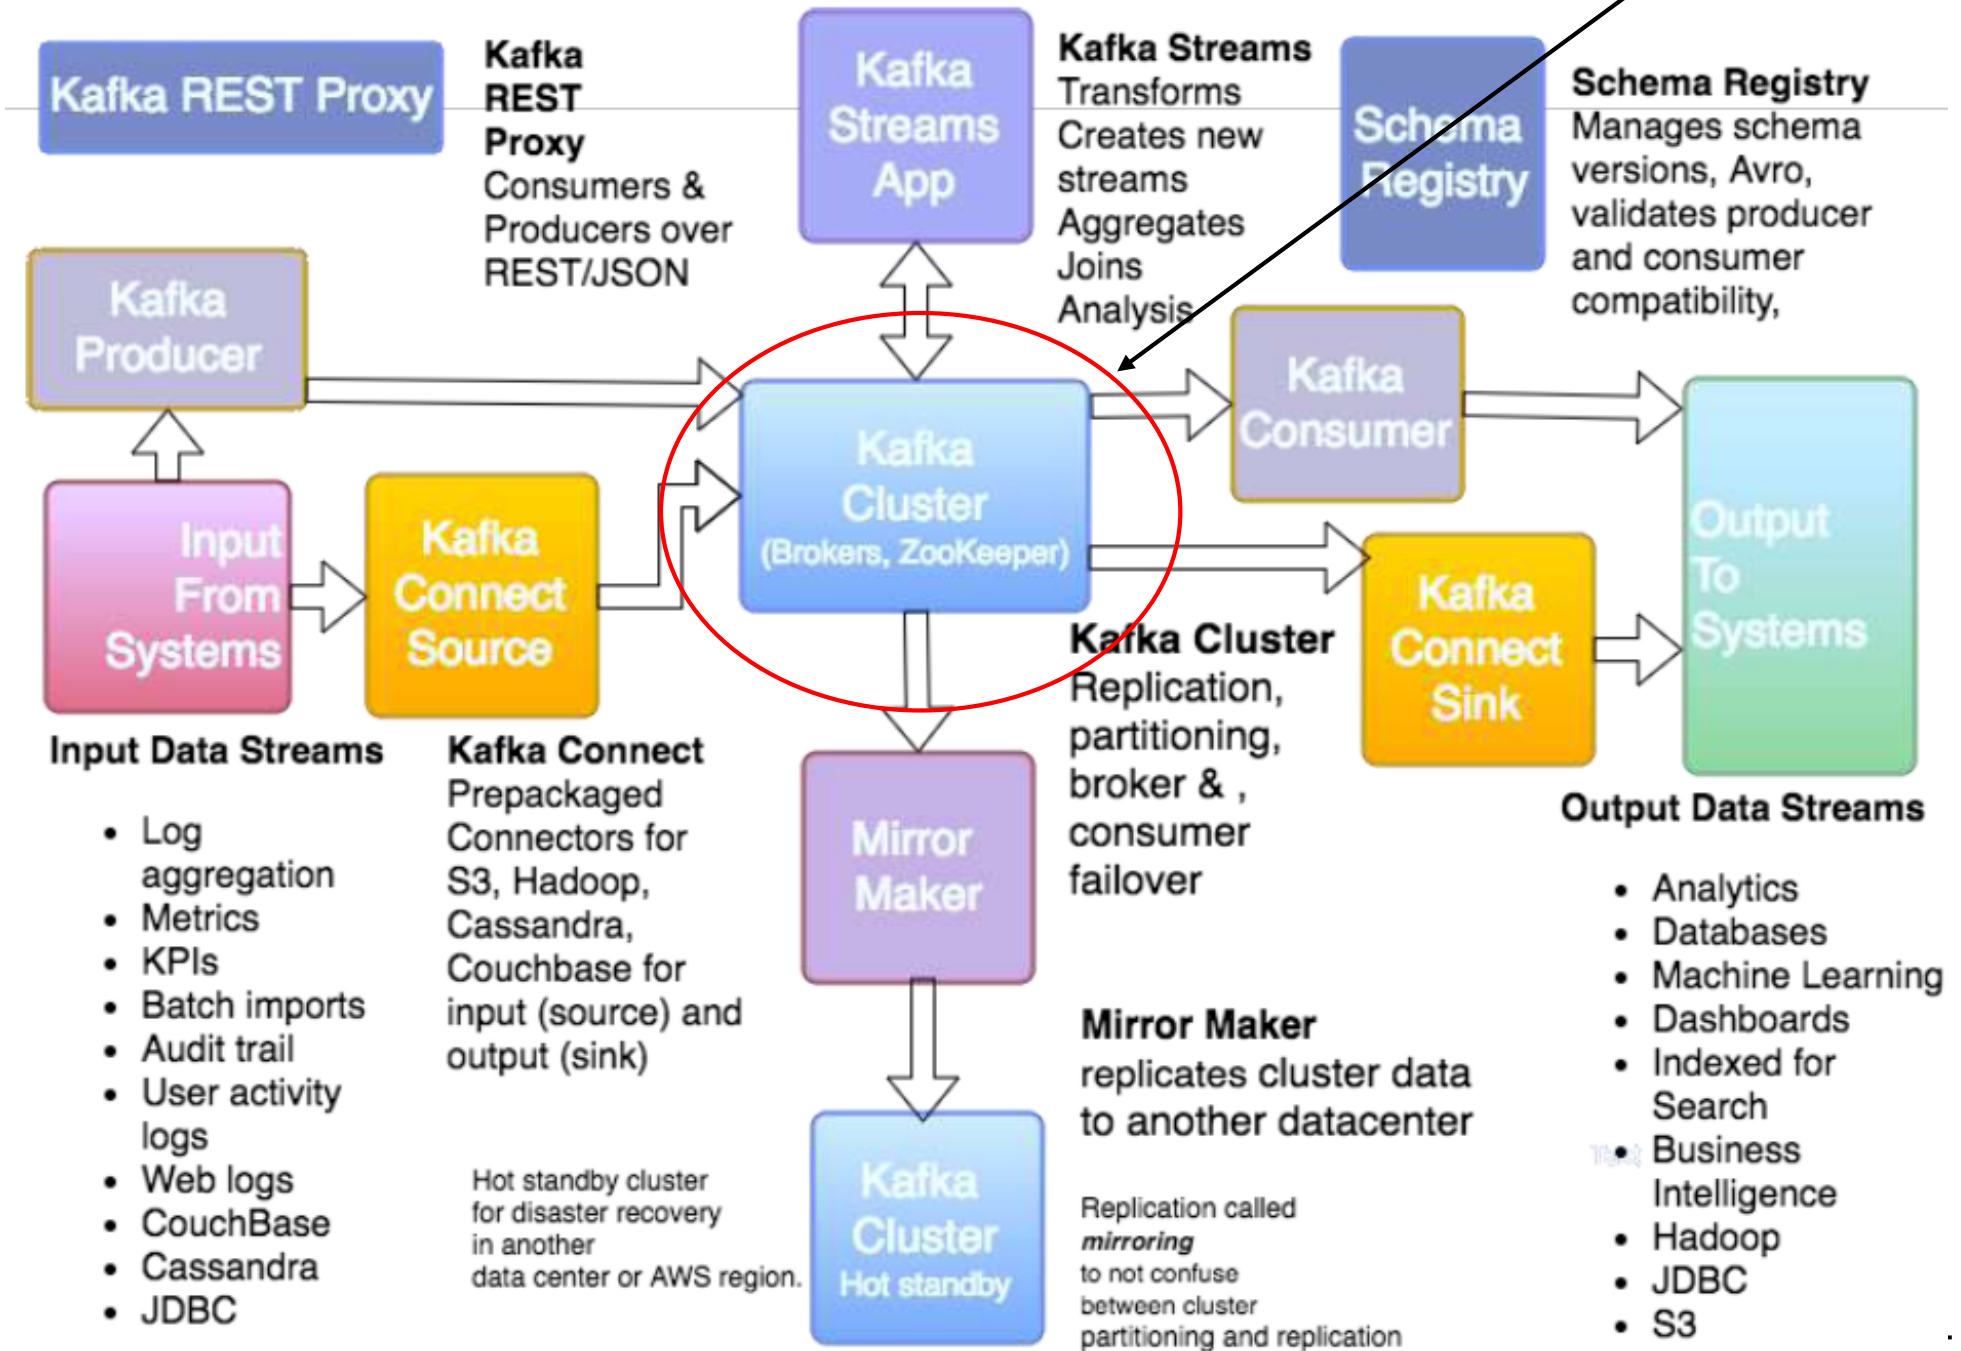 Kafka REST Proxy
Kafka
REST
Proxy
Consumers &
Producers over
REST/JSON
Kafka
Streams
App
Kafka Streams
Transforms
Creates new
streams
Aggregates
Joins
Analysis
Schema
Registry
Schema Registry
Manages schema
versions, Avro,
validates producer
and consumer
compatibility,
Kafka
Producer
Input
From
Systems
Kafka
Connect
Source
Kafka
Cluster
(Brokers, ZooKeeper)
Kafka
Consumer
Kafka
Connect
Sink
Output
To
Systems
Input Data Streams
• Log
aggregation
• Metrics
• KPIs
• Batch imports
• Audit trail
• User activity
logs
• Web logs
• CouchBase
• Cassandra
• JDBC
Kafka Connect
Prepackaged
Connectors for
S3, Hadoop,
Cassandra,
Couchbase for
input (source) and
output (sink)
Hot standby cluster
for disaster recovery
in another
data center or AWS region.
Mirror
Maker
Kafka
Cluster
Hot standby
Kafka Cluster
Replication,
partitioning,
broker & ,
consumer
failover
Mirror Maker
replicates cluster data
to another datacenter
Replication called
mirroring
to not confuse
between cluster
partitioning and replication
Output Data Streams
• Analytics
• Databases
• Machine Learning
• Dashboards
• Indexed for
Search
• Business
Intelligence
• Hadoop
• JDBC
• S3
.